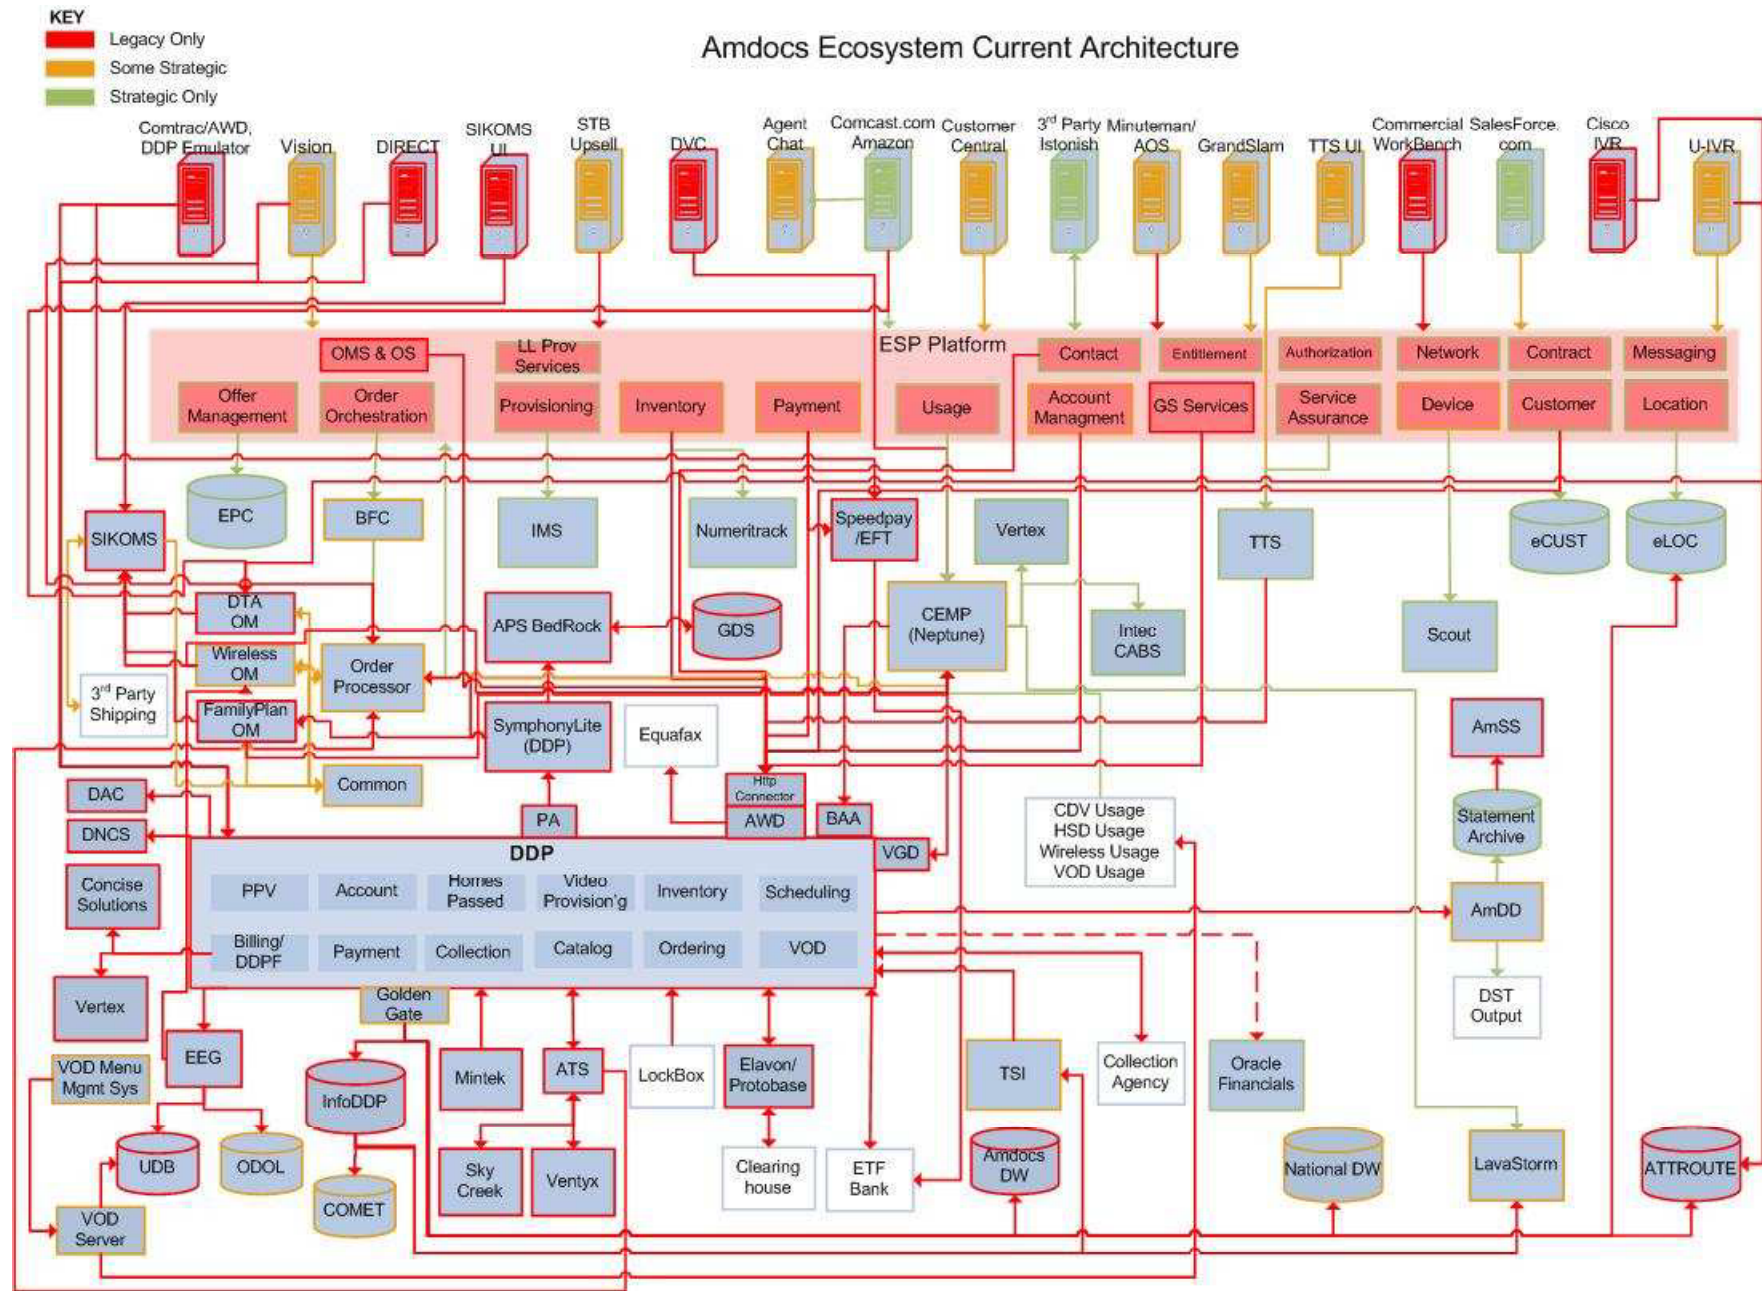 KEY
Legacy Only
Some Strategic
Strategic Only
Amdocs Ecosystem Current Architecture
Comtrac/AWD,
DDP Emulator
Vision
DIRECT
SIKOMS
UI
STB
Upsell
DVC
Agent
Chat
Comcast.com
Amazon
Customer
Central
3rd Party
Istonish
Minuteman/
AOS
GrandSlam
TTS UI
Commercial
WorkBench
SalesForce.
com
Cisco
IVR
U-IVR
ESP Platform
OMS & OS
LL Prov
Services
Contact
Entitlement
Authorization
Network
Contract
Messaging
Offer
Management
Order
Orchestration
Provisioning
Inventory
Payment
Usage
Account
Managment
GS Services
Service
Assurance
Device
Customer
Location
SIKOMS
EPC
BFC
IMS
Numeritrack
Speedpay
/EFT
Vertex
TTS
eCUST
eLOC
DTA
OM
APS BedRock
GDS
CEMP
(Neptune)
Intec
CABS
Scout
Wireless
OM
Order
Processor
3rd Party
Shipping
FamilyPlan
OM
SymphonyLite
(DDP)
Equafax
AmSS
Common
DAC
Http
Connector
AWD
PA
BAA
DNCS
CDV Usage
HSD Usage
Wireless Usage
VOD Usage
Statement
Archive
DDP
VGD
Concise
Solutions
PPV
Account
Homes
Passed
Video
Provision'g
Inventory
Scheduling
AmDD
Billing/
DDPF
Payment
Collection
Catalog
Ordering
VOD
Vertex
Golden
Gate
DST
Output
EEG
VOD Menu
Mgmt Sys
InfoDDP
Mintek
ATS
LockBox
Elavon/
Protobase
TSI
Collection
Agency
Oracle
Financials
UDB
ODOL
COMET
Sky
Creek
Ventyx
Clearing
house
ETF
Bank
Amdocs
DW
National DW
LavaStorm
ATTROUTE
VOD
Server